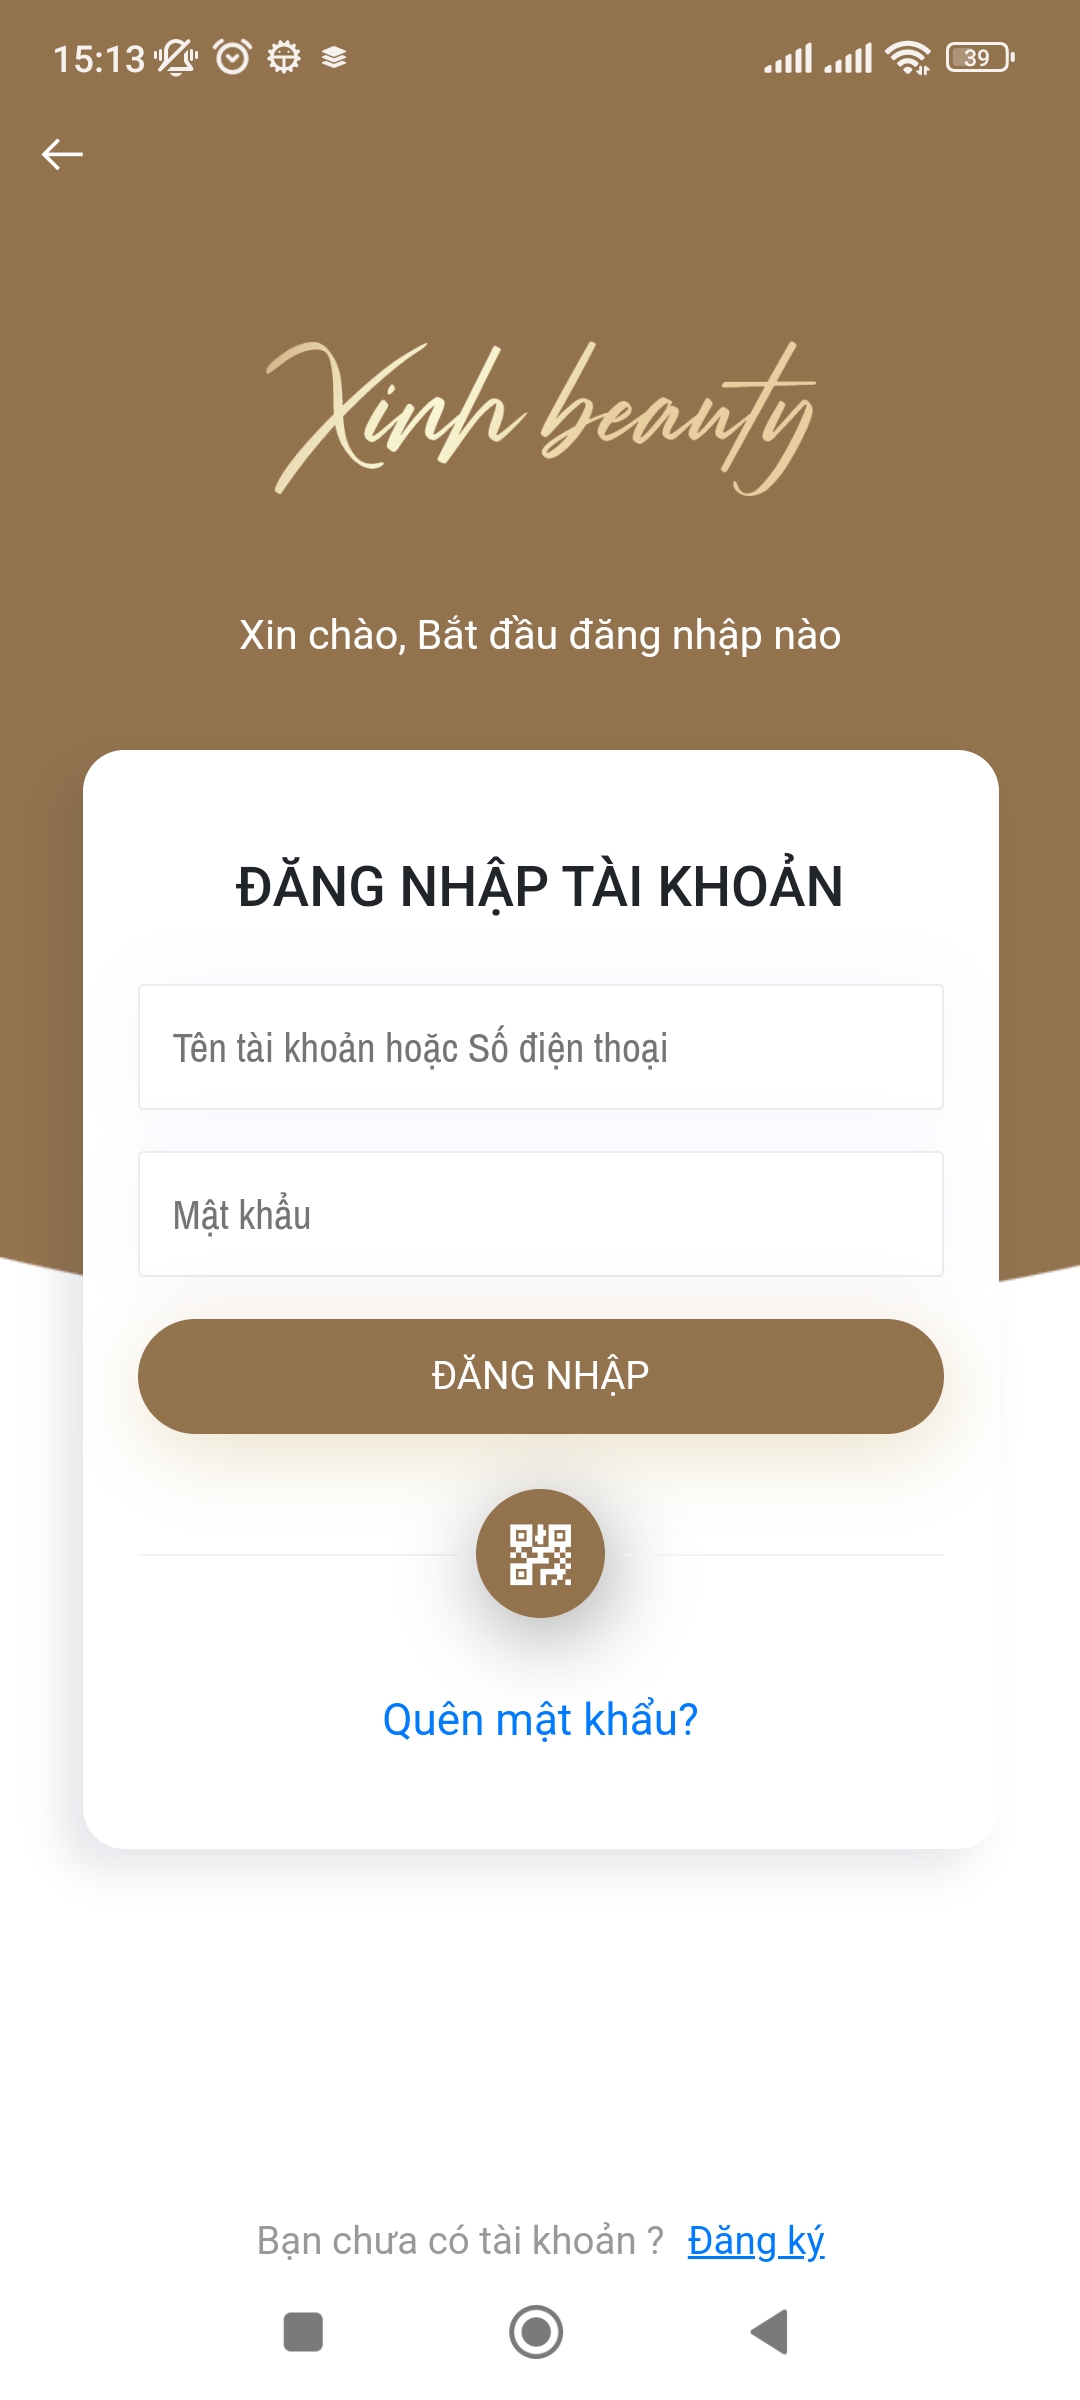 15:13
39
Xinh beauty
Xin chào, Bắt đầu đăng nhập nào
ĐĂNG NHẬP TÀI KHOẢN
Tên tài khoản hoặc Số điện thoại
Mật khẩu
ĐĂNG NHẬP
Quên mật khẩu?
Bạn chưa có tài khoản ? Đăng ký